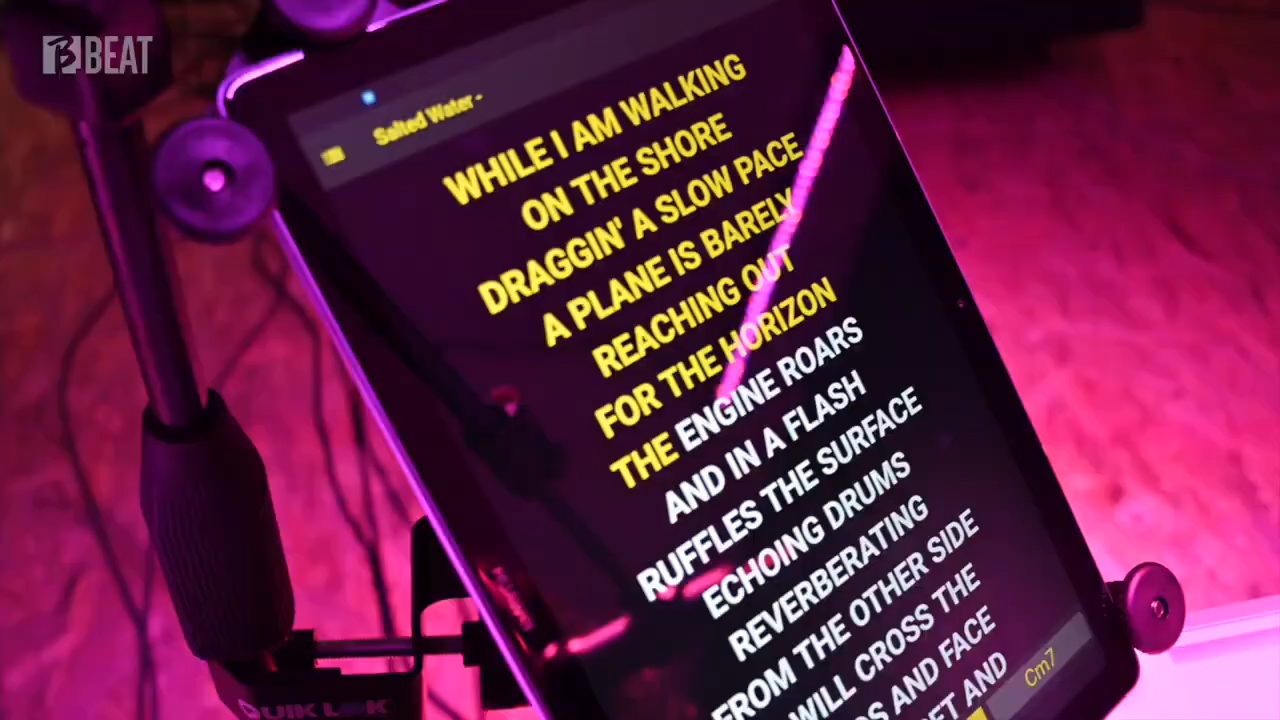 BEAT
Salted Water -
WHILE I AM WALKING
ON THE SHORE
DRAGGIN' A SLOW PACE
A PLANE IS BARELY
REACHING OUT
FOR THE HORIZON
THE ENGINE ROARS
AND IN A FLASH
RUFFLES THE SURFACE
ECHOING DRUMS
REVERBERATING
FROM THE OTHER SIDE
WILL CROSS THE
AND FACE
AND
Cm7
QUIK LOK